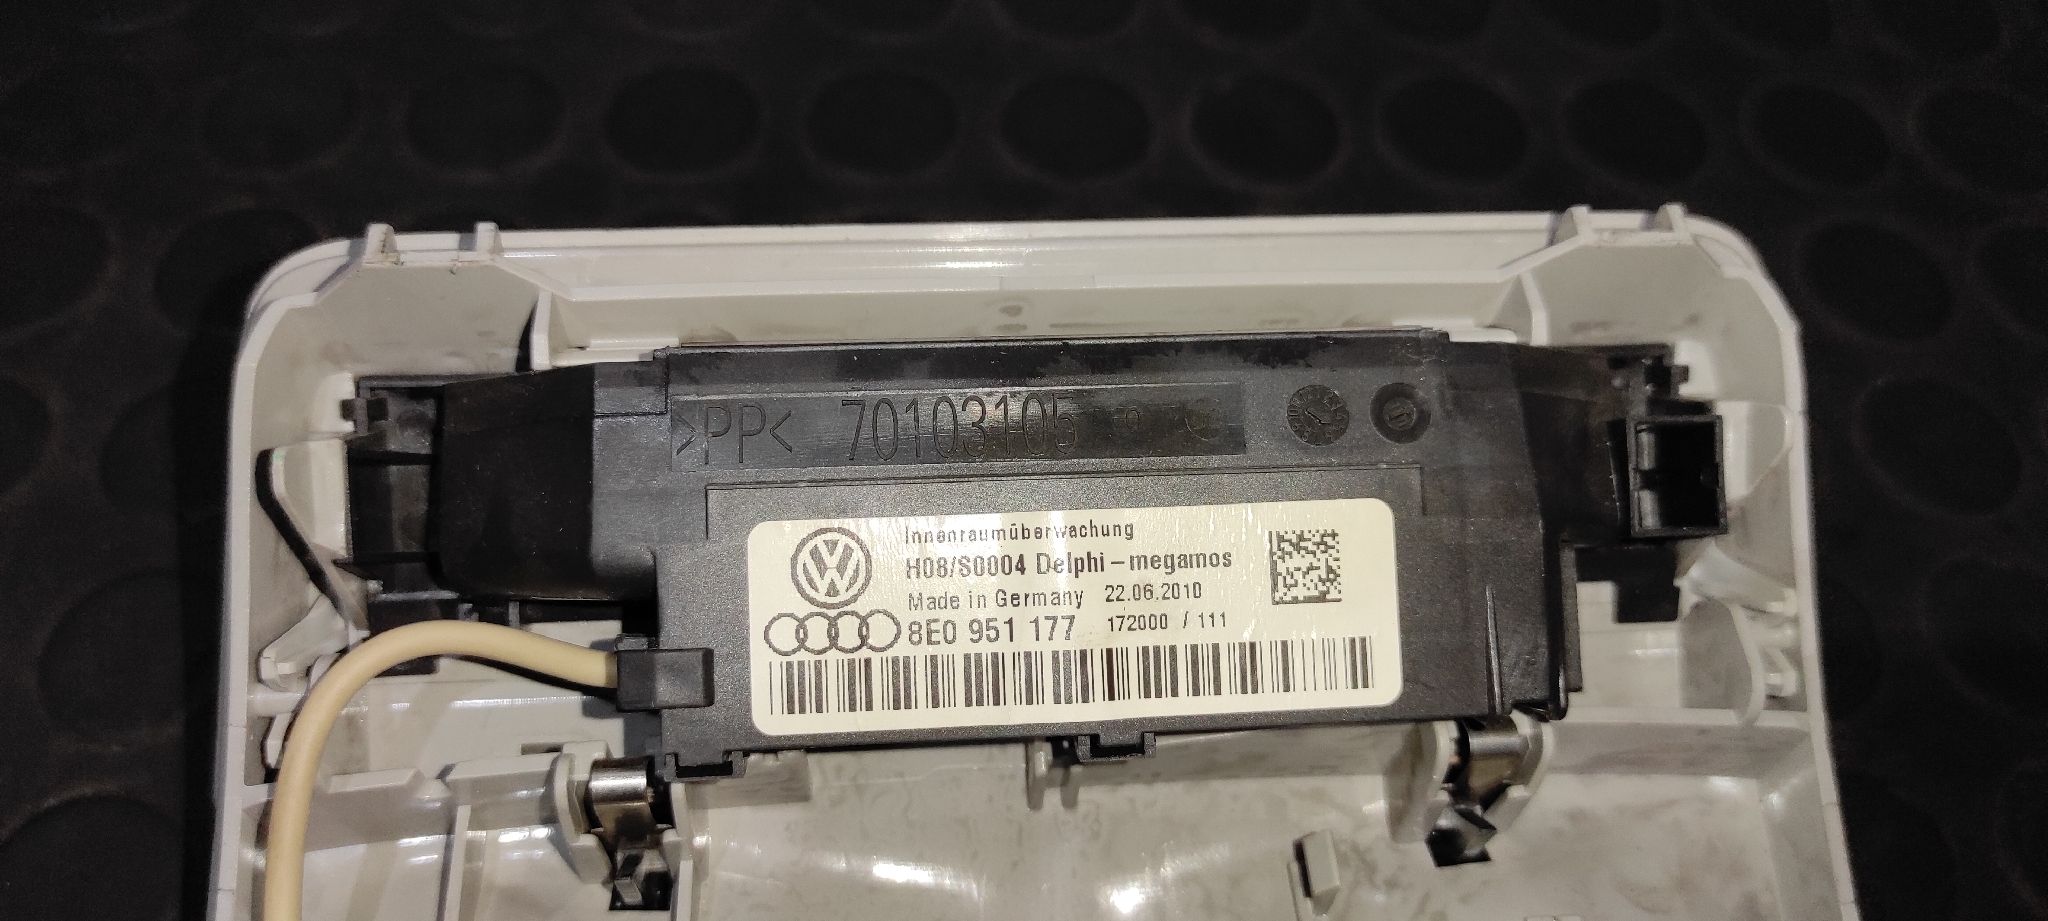 >PP< 70103105
Innenraumüberwachung
H08/S0004 Delphi-megamos
Made in Germany 22.06.2010
8E0 951 177 172000 / 111